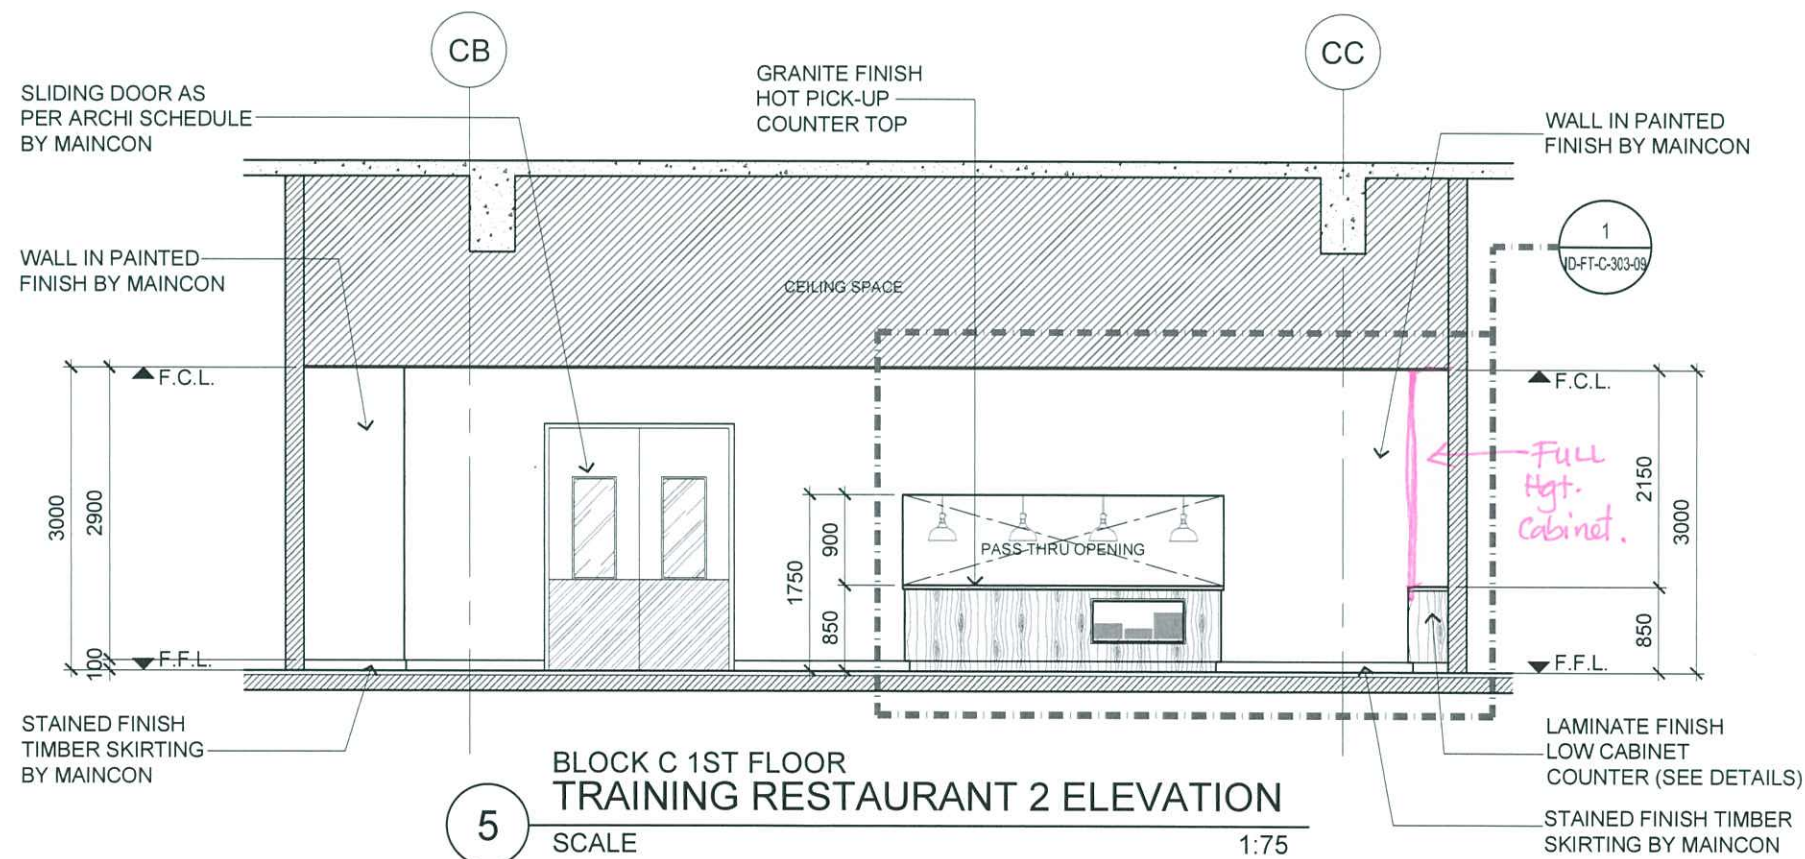 CB
CC
SLIDING DOOR AS
PER ARCHI SCHEDULE
BY MAINCON
GRANITE FINISH
HOT PICK-UP
COUNTER TOP
WALL IN PAINTED
FINISH BY MAINCON
1
ID-FT-C-303-09
WALL IN PAINTED
FINISH BY MAINCON
CEILING SPACE
F.C.L.
F.C.L.
3000
2900
100
1750
900
850
PASS THRU OPENING
FULL
Hgt.
Cabinet.
2150
850
3000
F.F.L.
F.F.L.
STAINED FINISH
TIMBER SKIRTING
BY MAINCON
LAMINATE FINISH
LOW CABINET
COUNTER (SEE DETAILS)
STAINED FINISH TIMBER
SKIRTING BY MAINCON
5
BLOCK C 1ST FLOOR
TRAINING RESTAURANT 2 ELEVATION
SCALE 1:75